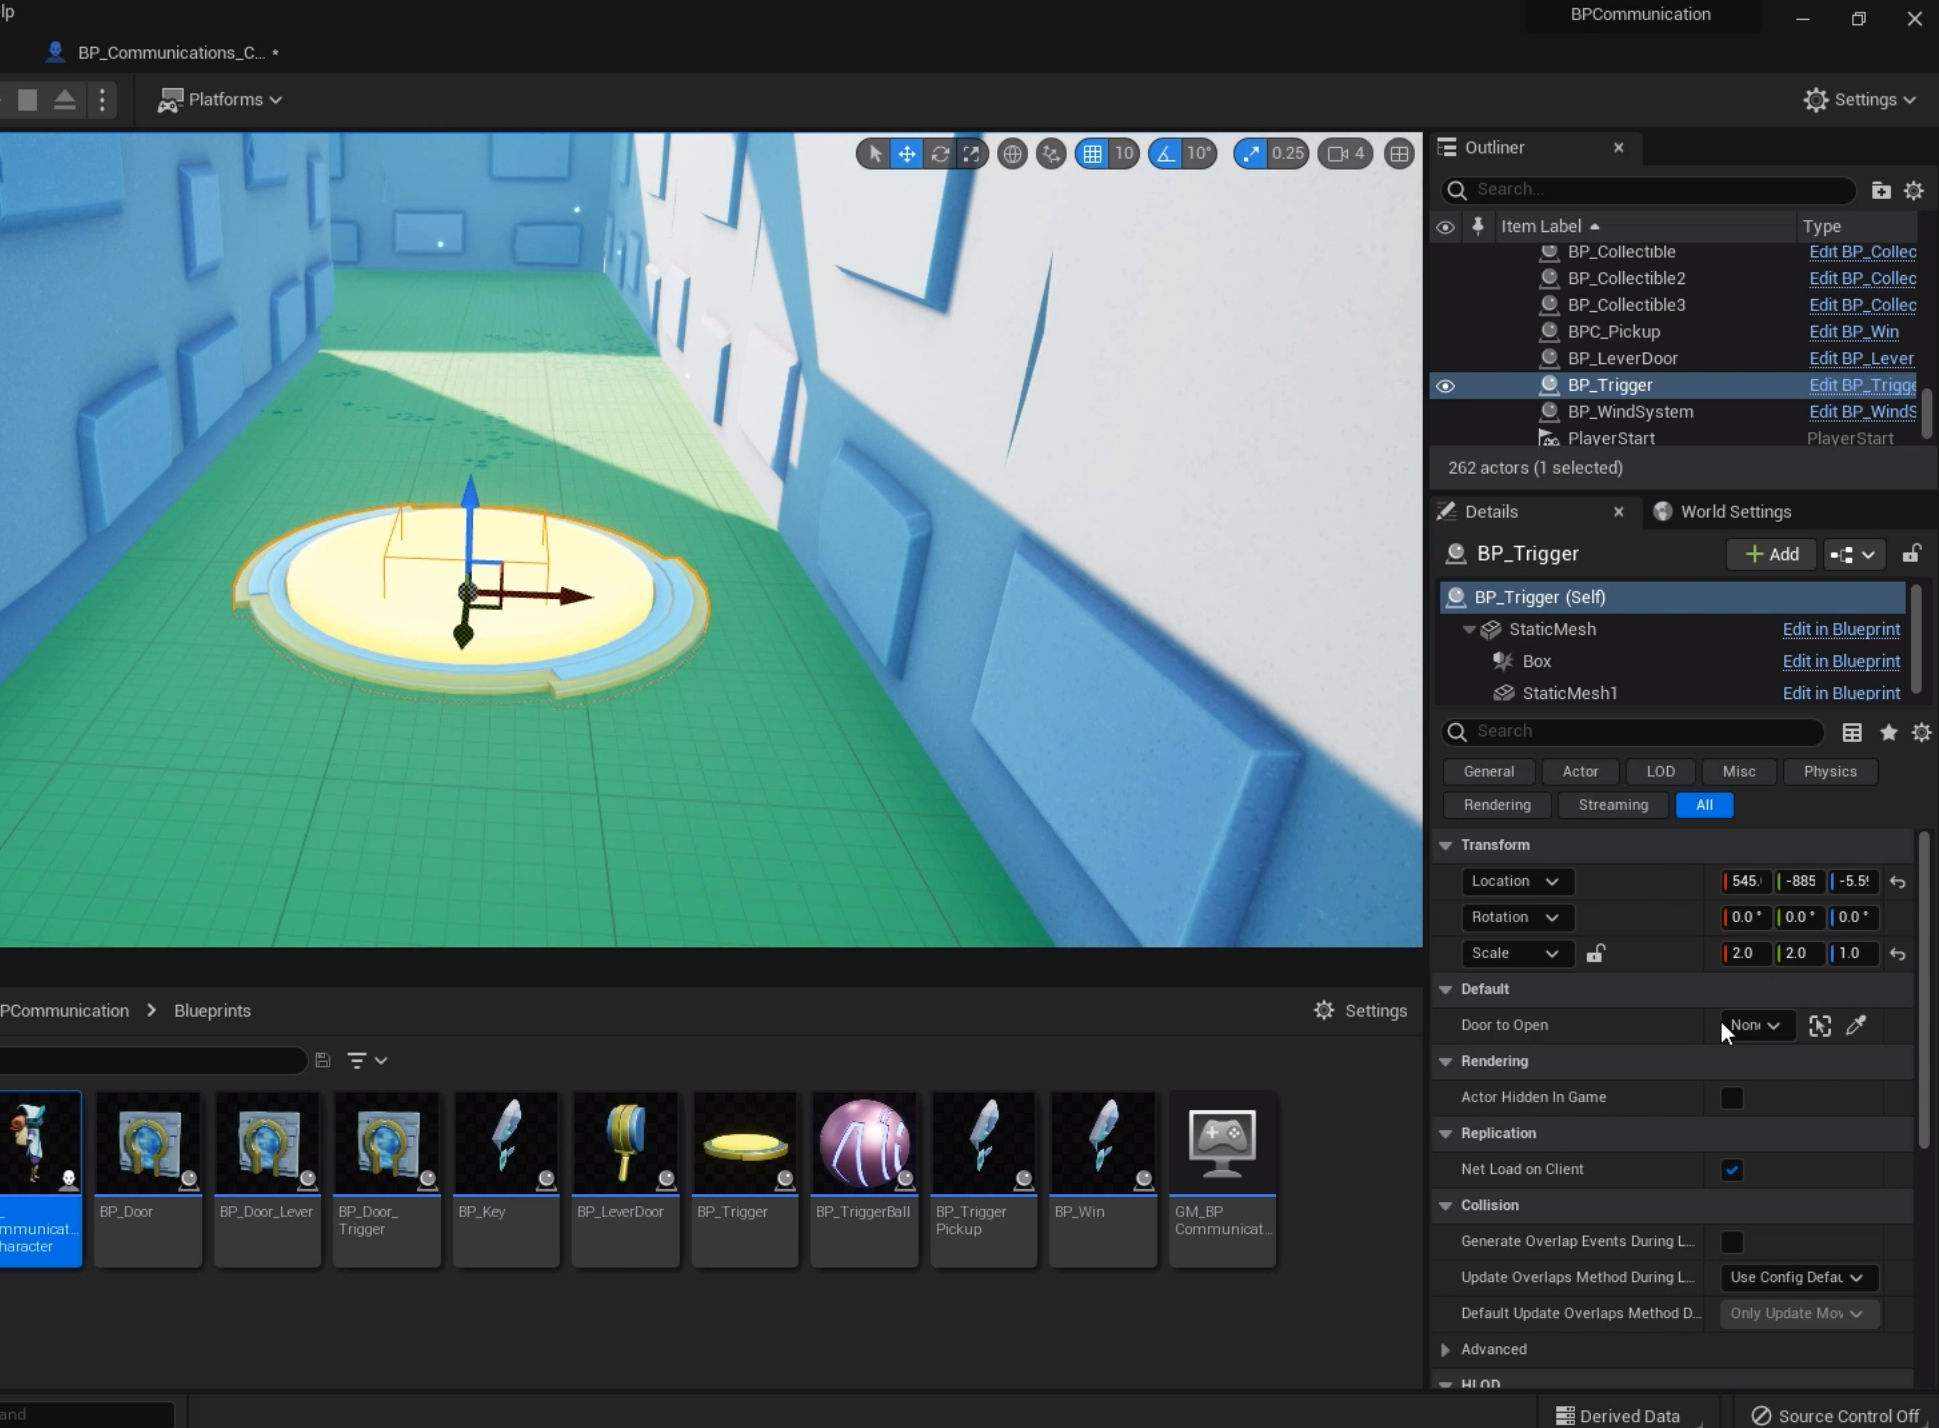 lp
BPCommunication
BP_Communications_C... *
Platforms
Settings
10
10°
0.25
4
Outliner
Search...
Item Label
Type
BP_Collectible
Edit BP_Collec
BP_Collectible2
Edit BP_Collec
BP_Collectible3
Edit BP_Collec
BPC_Pickup
Edit BP_Win
BP_LeverDoor
Edit BP_Lever
BP_Trigger
Edit BP_Trigge
BP_WindSystem
Edit BP_WindS
PlayerStart
PlayerStart
262 actors (1 selected)
Details
World Settings
BP_Trigger
Add
BP_Trigger (Self)
StaticMesh
Edit in Blueprint
Box
Edit in Blueprint
StaticMesh1
Edit in Blueprint
Search
General
Actor
LOD
Misc
Physics
Rendering
Streaming
All
Transform
Location
545.
-885
-5.5
Rotation
0.0 °
0.0 °
0.0 °
Scale
2.0
2.0
1.0
Default
Door to Open
Non
Rendering
Actor Hidden In Game
Replication
Net Load on Client
Collision
Generate Overlap Events During L...
Update Overlaps Method During L...
Use Config Defau
Default Update Overlaps Method D...
Only Update Mov
Advanced
HLOD
PCommunication
Blueprints
Settings
mmunicat...
haracter
BP_Door
BP_Door_Lever
BP_Door_
Trigger
BP_Key
BP_LeverDoor
BP_Trigger
BP_TriggerBall
BP_Trigger
Pickup
BP_Win
GM_BP
Communicat...
and
Derived Data
Source Control Off